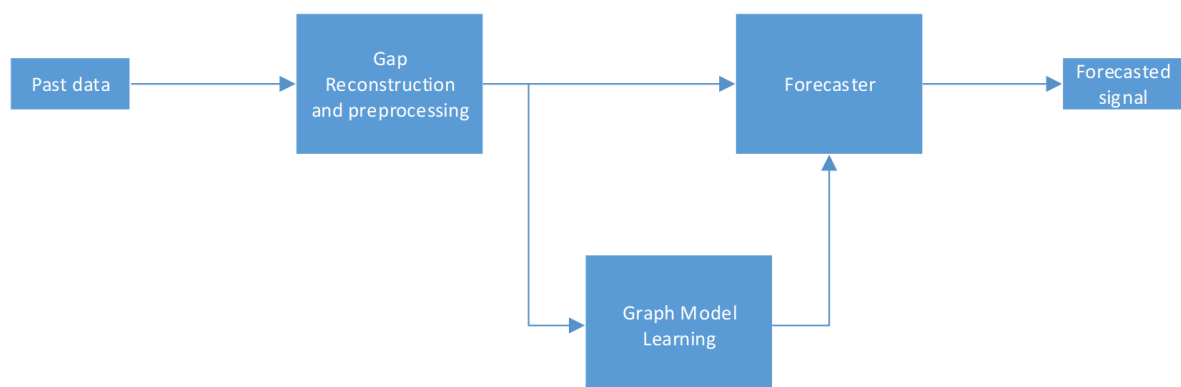 Past data
Gap
Reconstruction
and preprocessing
Forecaster
Forecasted
signal
Graph Model
Learning